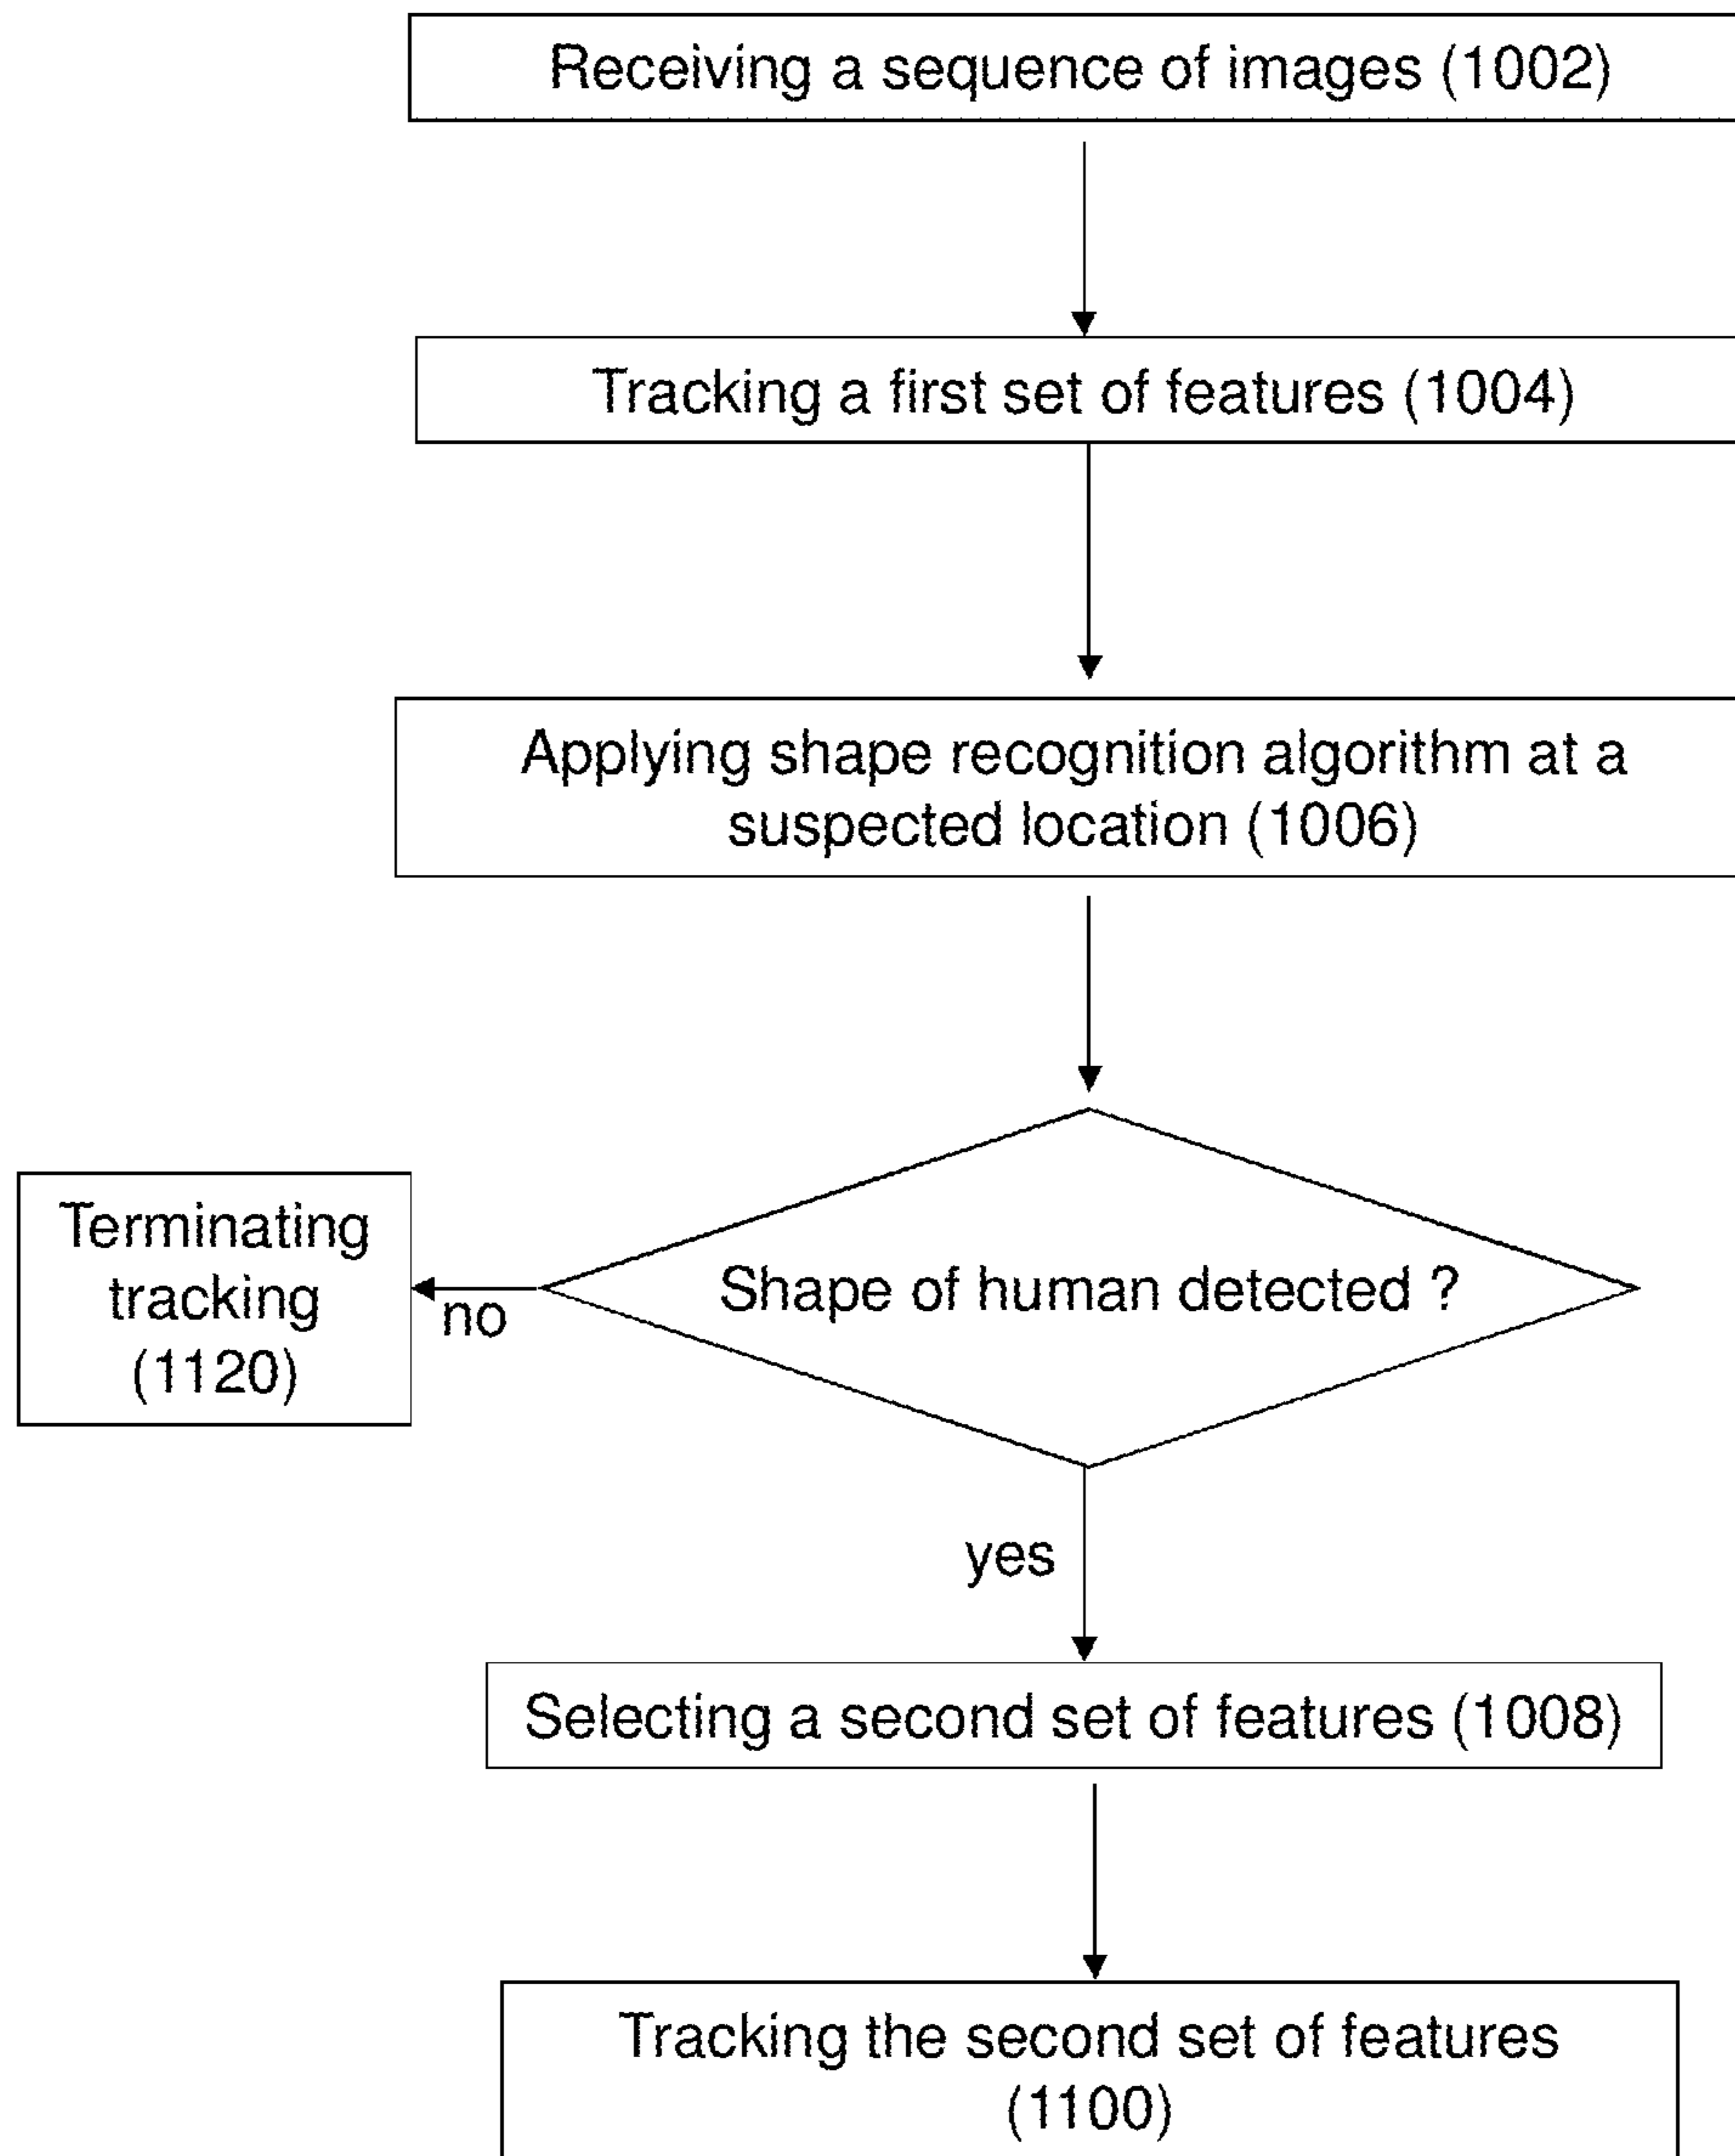 Receiving a sequence of images (1002)
Tracking a first set of features (1004)
Applying shape recognition algorithm at a
suspected location (1006)
Shape of human detected ?
no
Terminating
tracking
(1120)
yes
Selecting a second set of features (1008)
Tracking the second set of features
(1100)